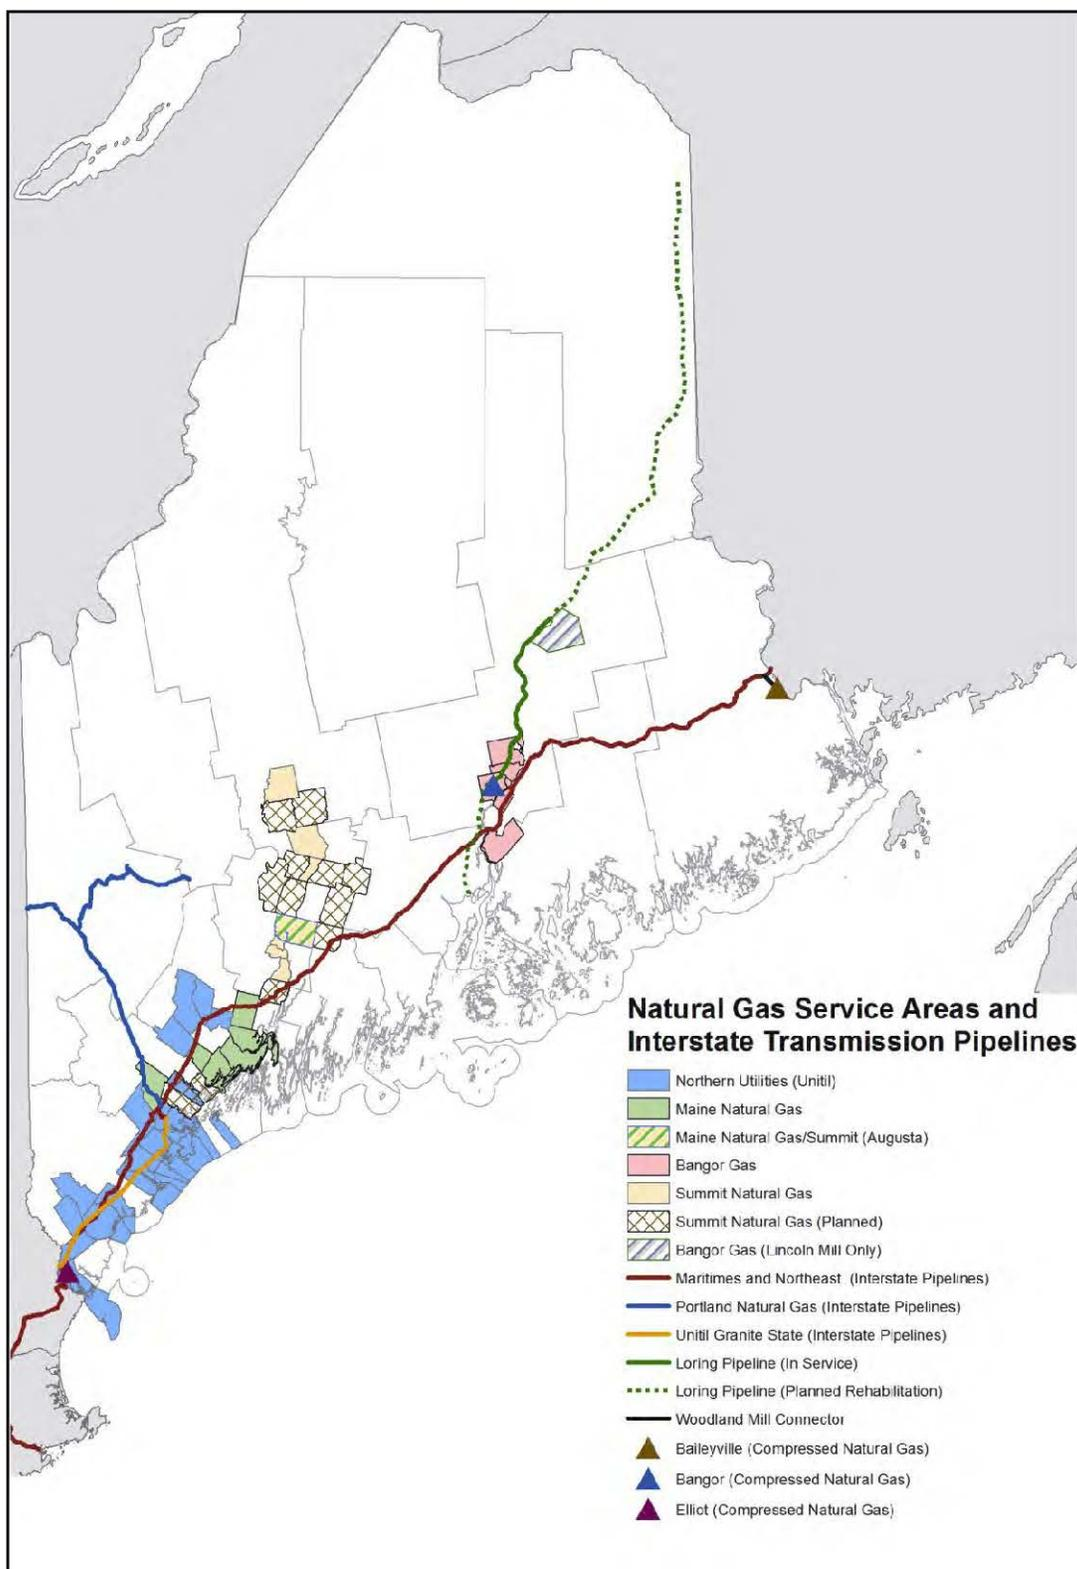 Natural Gas Service Areas and
Interstate Transmission Pipelines
Northern Utilities (Unitil)
Maine Natural Gas
Maine Natural Gas/Summit (Augusta)
Bangor Gas
Summit Natural Gas
Summit Natural Gas (Planned)
Bangor Gas (Lincoln Mill Only)
Maritimes and Northeast (Interstate Pipelines)
Portland Natural Gas (Interstate Pipelines)
Unitil Granite State (Interstate Pipelines)
Loring Pipeline (In Service)
Loring Pipeline (Planned Rehabilitation)
Woodland Mill Connector
Baileyville (Compressed Natural Gas)
Bangor (Compressed Natural Gas)
Elliot (Compressed Natural Gas)